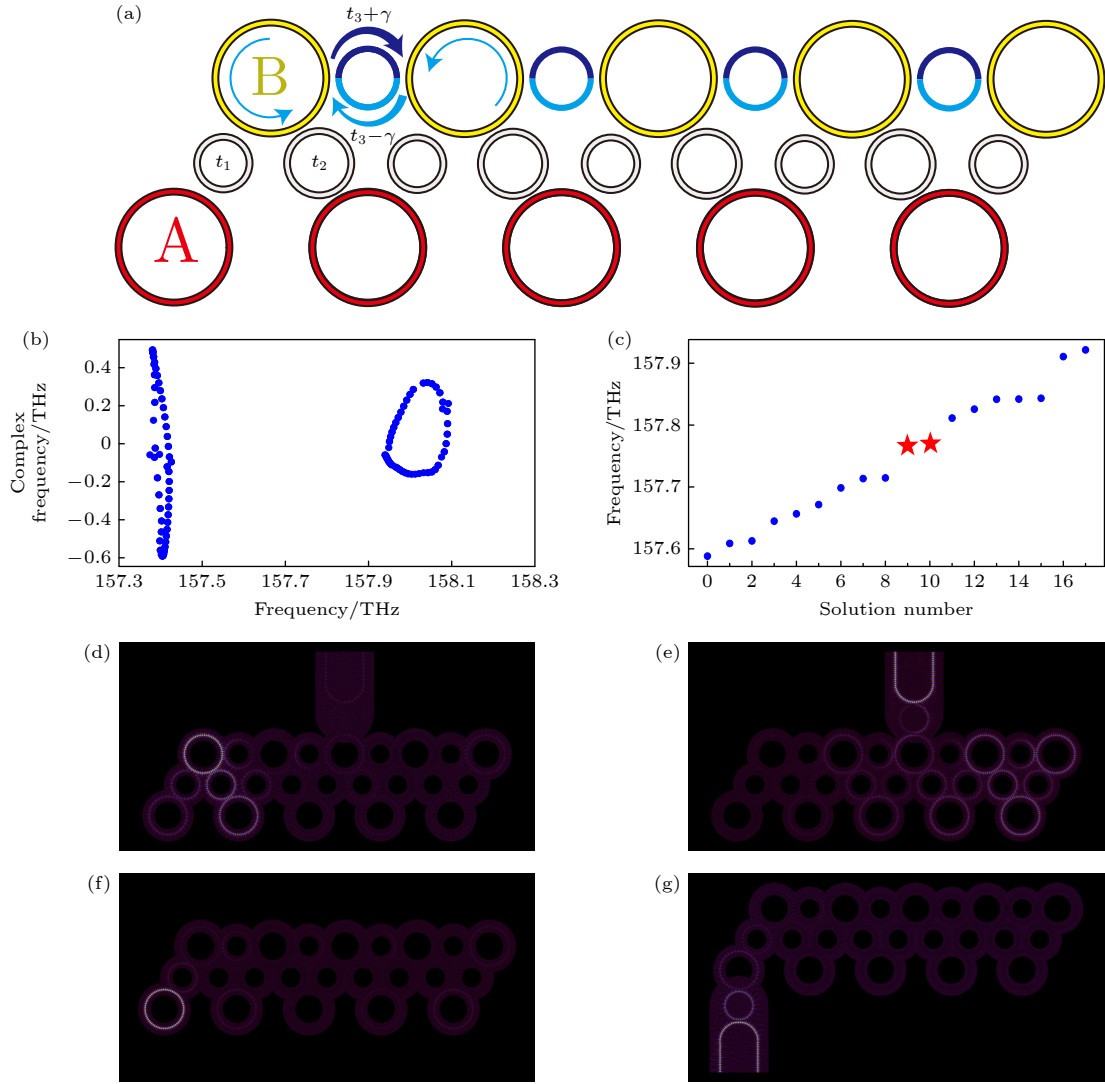 (a)
t₃+γ
B
t₃−γ
t₁
t₂
A
(b)
0.4
0.2
0
−0.2
−0.4
−0.6
Complex
frequency/THz
157.3
157.5
157.7
157.9
158.1
158.3
Frequency/THz
(c)
157.9
157.8
157.7
157.6
Frequency/THz
0
2
4
6
8
10
12
14
16
Solution number
(d)
(e)
(f)
(g)